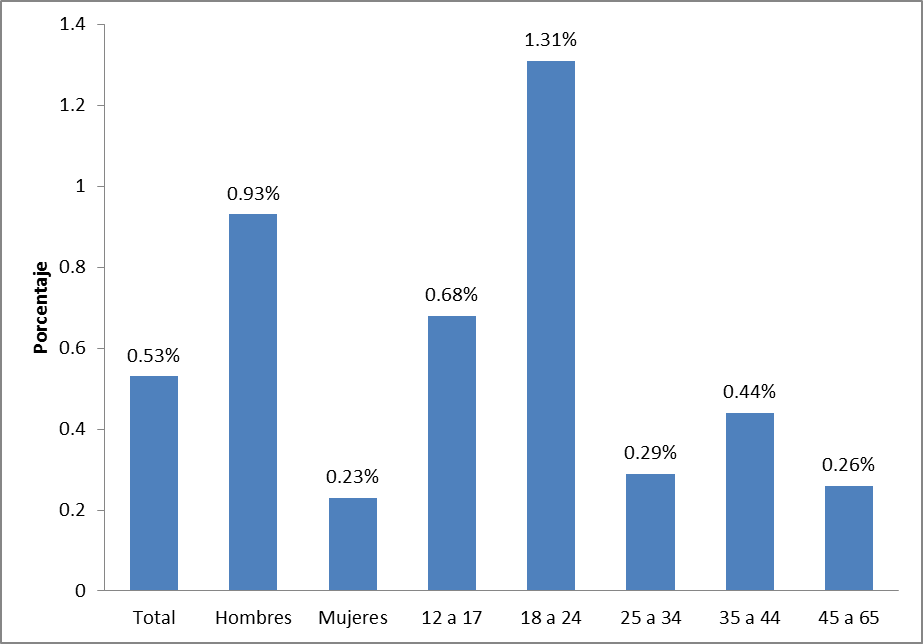 Porcentaje
1.4
1.2
1
0.8
0.6
0.4
0.2
0
0.53%
0.93%
0.23%
0.68%
1.31%
0.29%
0.44%
0.26%
Total
Hombres
Mujeres
12 a 17
18 a 24
25 a 34
35 a 44
45 a 65